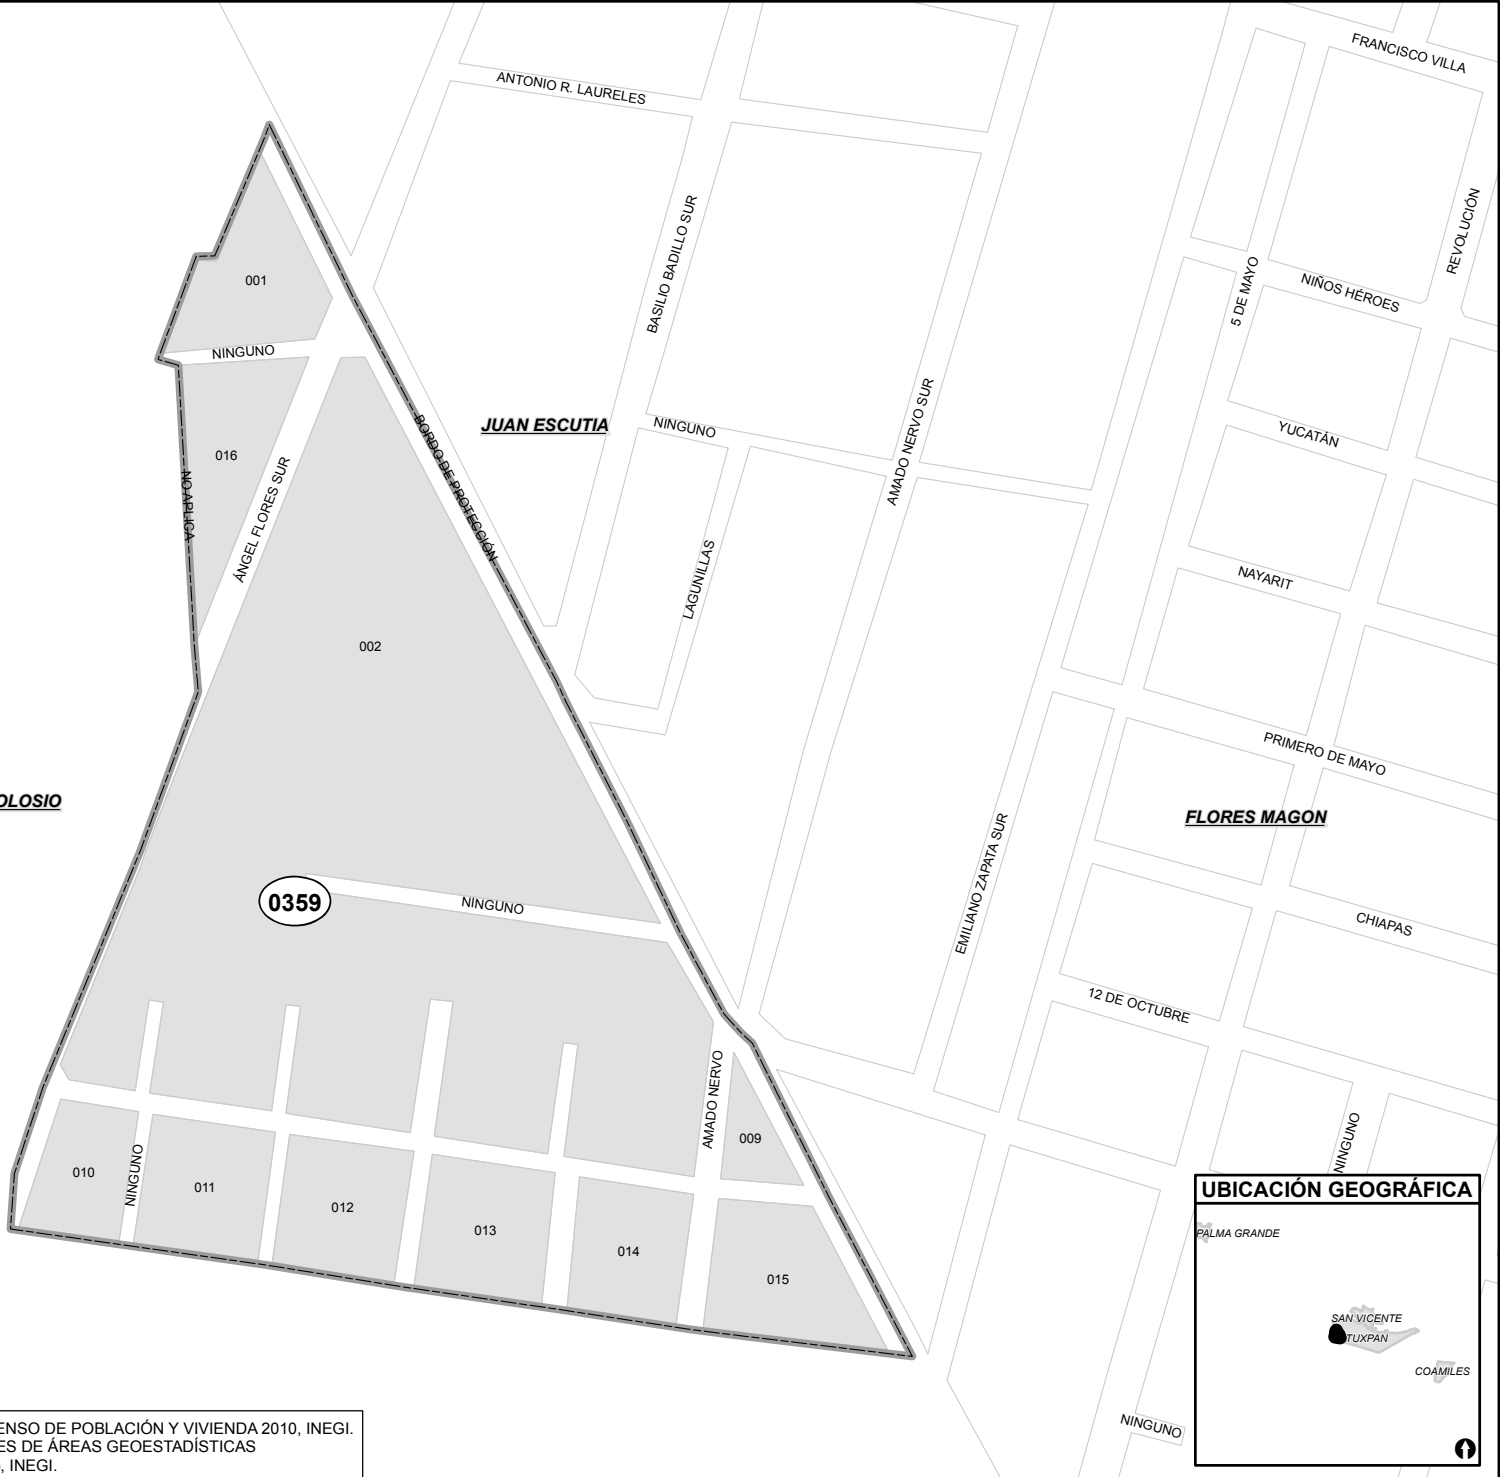 FRANCISCO VILLA
ANTONIO R. LAURELES
REVOLUCIÓN
BASILIO BADILLO SUR
5 DE MAYO
001
NIÑOS HÉROES
NINGUNO
JUAN ESCUTIA
NINGUNO
AMADO NERVO SUR
YUCATÁN
016
BORDO DE PROTECCIÓN
NO APLICA
ÁNGEL FLORES SUR
LAGUNILLAS
NAYARIT
002
PRIMERO DE MAYO
OLOSIO
FLORES MAGON
EMILIANO ZAPATA SUR
0359
NINGUNO
CHIAPAS
12 DE OCTUBRE
AMADO NERVO
009
NINGUNO
010
NINGUNO
011
012
013
014
015
UBICACIÓN GEOGRÁFICA
PALMA GRANDE
SAN VICENTE
TUXPAN
COAMILES
NINGUNO
ENSO DE POBLACIÓN Y VIVIENDA 2010, INEGI.
ES DE ÁREAS GEOESTADÍSTICAS
, INEGI.